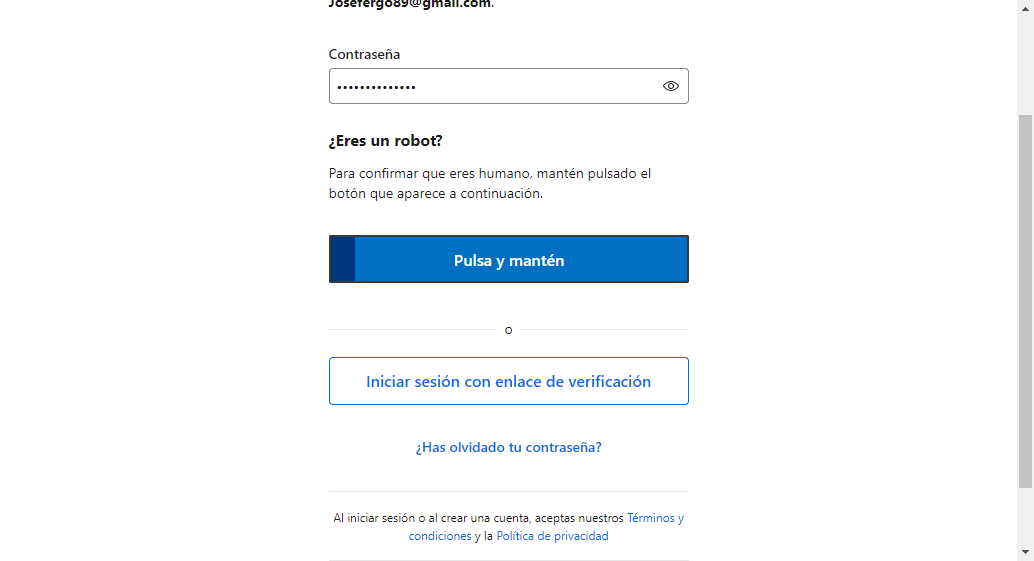 Josefergo89@gmail.com.
Contraseña
¿Eres un robot?
Para confirmar que eres humano, mantén pulsado el
botón que aparece a continuación.
Pulsa y mantén
o
Iniciar sesión con enlace de verificación
¿Has olvidado tu contraseña?
Al iniciar sesión o al crear una cuenta, aceptas nuestros Términos y
condiciones y la Política de privacidad